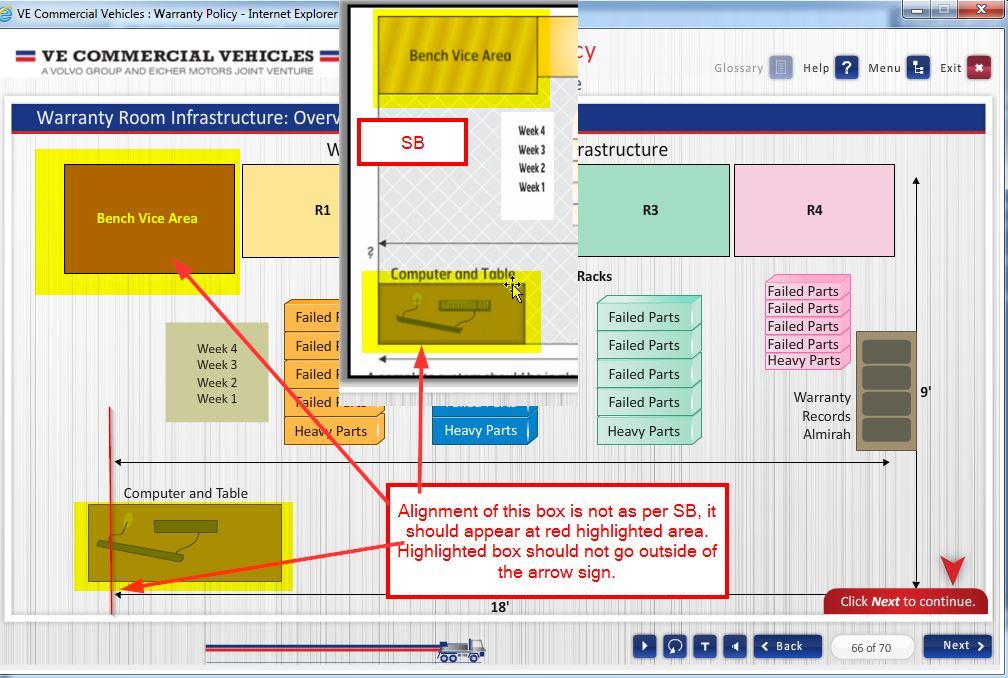 VE Commercial Vehicles : Warranty Policy - Internet Explorer
VE COMMERCIAL VEHICLES
A VOLVO GROUP AND EICHER MOTORS JOINT VENTURE
cy
e
Glossary
Help ?
Menu
Exit
Warranty Room Infrastructure: Overv
W
rastructure
Bench Vice Area
SB
Week 4
Week 3
Week 2
Week 1
?
Computer and Table
Bench Vice Area
R1
R3
R4
Racks
Week 4
Week 3
Week 2
Week 1
Failed P
Failed P
Failed P
Failed Parts
Heavy Parts
Failed Parts
Heavy Parts
Failed Parts
Failed Parts
Failed Parts
Failed Parts
Heavy Parts
Failed Parts
Failed Parts
Failed Parts
Failed Parts
Heavy Parts
Warranty
Records
Almirah
9'
Computer and Table
Alignment of this box is not as per SB, it
should appear at red highlighted area.
Highlighted box should not go outside of
the arrow sign.
18'
Click Next to continue.
T
Back
66 of 70
Next